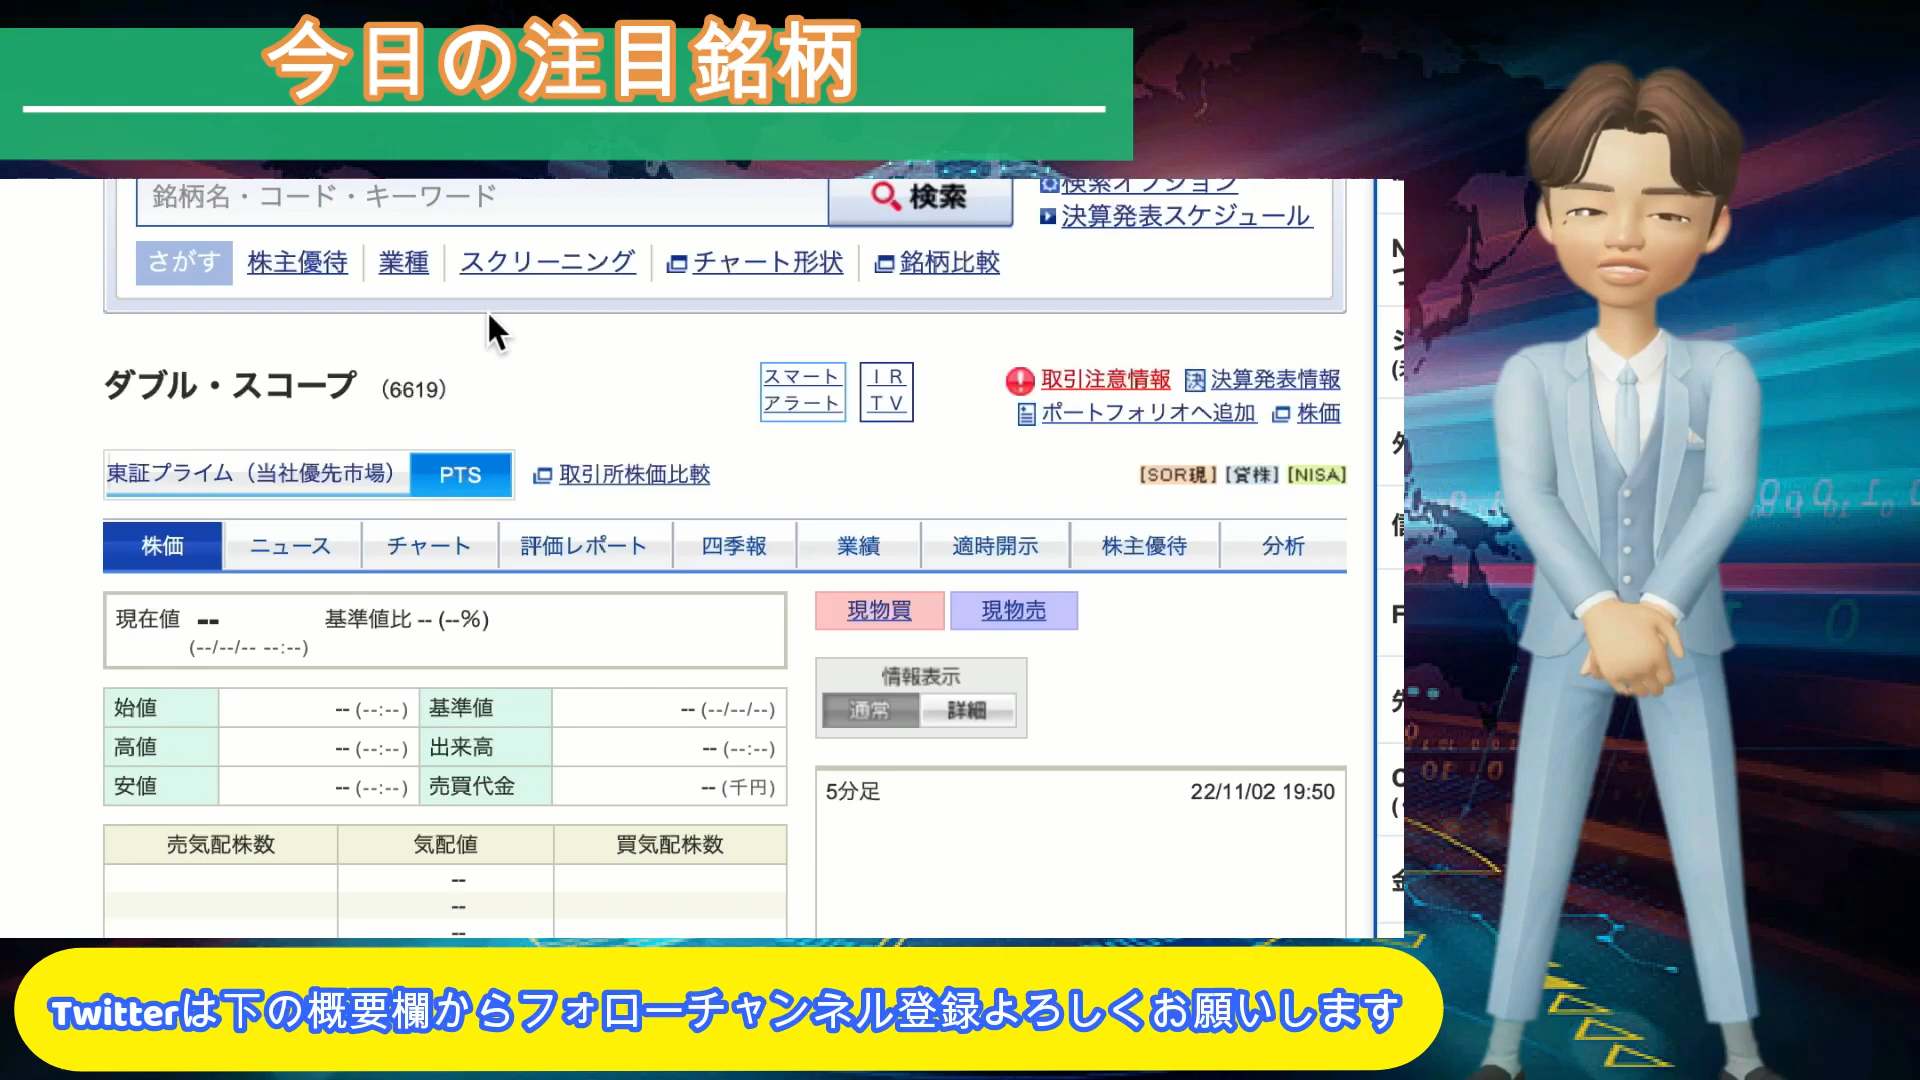 今日の注目銘柄
銘柄名・コード・キーワード
検索
検索オプション
決算発表スケジュール
さがす 株主優待 業種 スクリーニング チャート形状 銘柄比較
ダブル・スコープ (6619)
スマートアラート
IR TV
取引注意情報 決算発表情報
ポートフォリオへ追加 株価
東証プライム（当社優先市場） PTS 取引所株価比較
[SOR現] [貸株] [NISA]
株価 ニュース チャート 評価レポート 四季報 業績 適時開示 株主優待 分析
現在値 -- 基準値比 -- (--%)
(--/--/-- --:--)
現物買 現物売
情報表示
通常 詳細
始値 -- (--:--) 基準値 -- (--/--/--)
高値 -- (--:--) 出来高 -- (--:--)
安値 -- (--:--) 売買代金 -- (千円)
5分足 22/11/02 19:50
売気配株数 気配値 買気配株数
--
--
--
Twitterは下の概要欄からフォローチャンネル登録よろしくお願いします